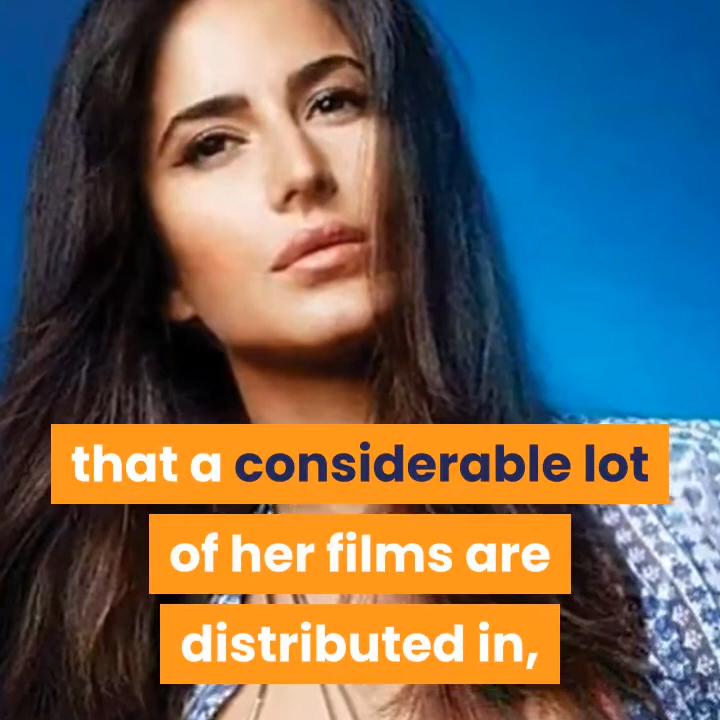 that a considerable lot
of her films are
distributed in,